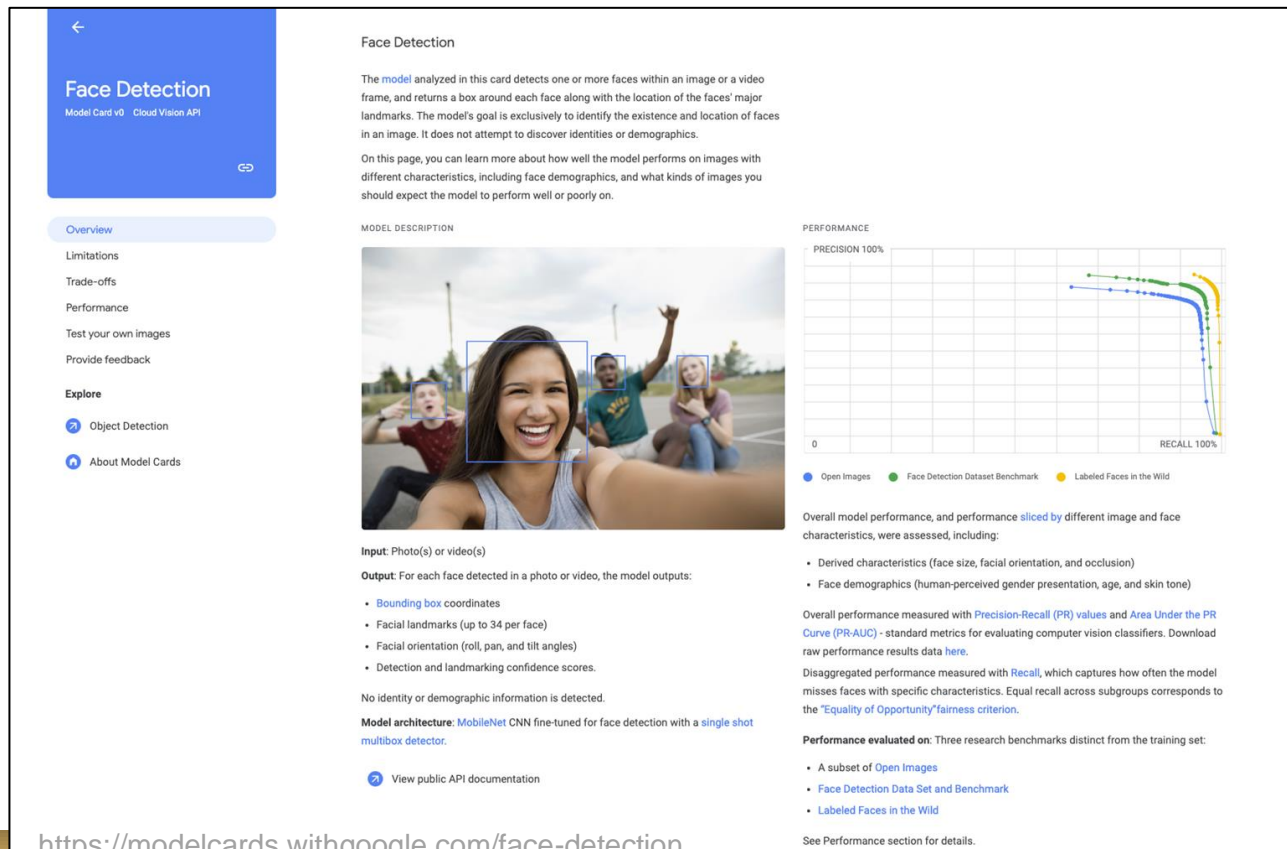 Face Detection
Model Card v0 Cloud Vision API
Overview
Limitations
Trade-offs
Performance
Test your own images
Provide feedback
Explore
Object Detection
About Model Cards
Face Detection
The model analyzed in this card detects one or more faces within an image or a video
frame, and returns a box around each face along with the location of the faces' major
landmarks. The model's goal is exclusively to identify the existence and location of faces
in an image. It does not attempt to discover identities or demographics.
On this page, you can learn more about how well the model performs on images with
different characteristics, including face demographics, and what kinds of images you
should expect the model to perform well or poorly on.
MODEL DESCRIPTION
Input: Photo(s) or video(s)
Output: For each face detected in a photo or video, the model outputs:
• Bounding box coordinates
• Facial landmarks (up to 34 per face)
• Facial orientation (roll, pan, and tilt angles)
• Detection and landmarking confidence scores.
No identity or demographic information is detected.
Model architecture: MobileNet CNN fine-tuned for face detection with a single shot
multibox detector.
View public API documentation
PERFORMANCE
PRECISION 100%
0
RECALL 100%
Open Images Face Detection Dataset Benchmark Labeled Faces in the Wild
Overall model performance, and performance sliced by different image and face
characteristics, were assessed, including:
• Derived characteristics (face size, facial orientation, and occlusion)
• Face demographics (human-perceived gender presentation, age, and skin tone)
Overall performance measured with Precision-Recall (PR) values and Area Under the PR
Curve (PR-AUC) - standard metrics for evaluating computer vision classifiers. Download
raw performance results data here.
Disaggregated performance measured with Recall, which captures how often the model
misses faces with specific characteristics. Equal recall across subgroups corresponds to
the "Equality of Opportunity"fairness criterion.
Performance evaluated on: Three research benchmarks distinct from the training set:
• A subset of Open Images
• Face Detection Data Set and Benchmark
• Labeled Faces in the Wild
See Performance section for details.
https://modelcards.withgoogle.com/face-detection